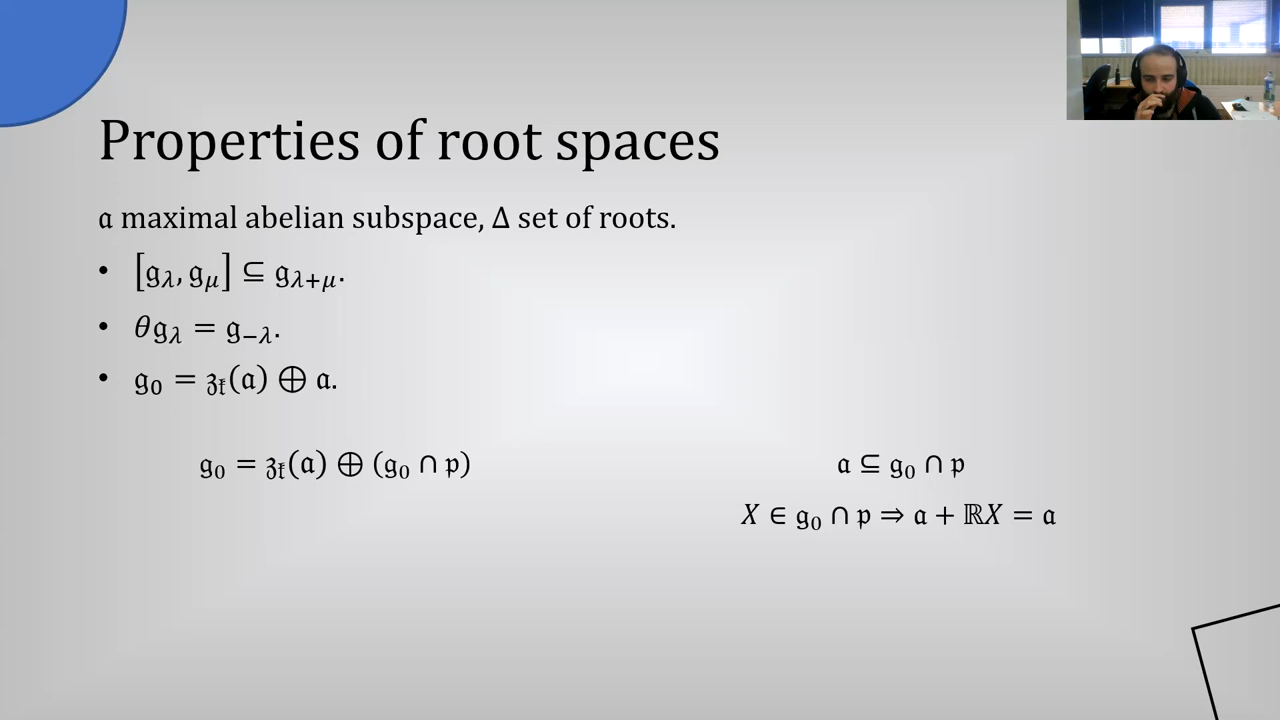 Properties of root spaces
𝔞 maximal abelian subspace, Δ set of roots.
• [𝔤_λ, 𝔤_μ] ⊆ 𝔤_{λ+μ}.
• θ𝔤_λ = 𝔤_{−λ}.
• 𝔤_0 = 𝔷_𝔨(𝔞) ⊕ 𝔞.
𝔤_0 = 𝔷_𝔨(𝔞) ⊕ (𝔤_0 ∩ 𝔭)
𝔞 ⊆ 𝔤_0 ∩ 𝔭
X ∈ 𝔤_0 ∩ 𝔭 ⇒ 𝔞 + ℝX = 𝔞